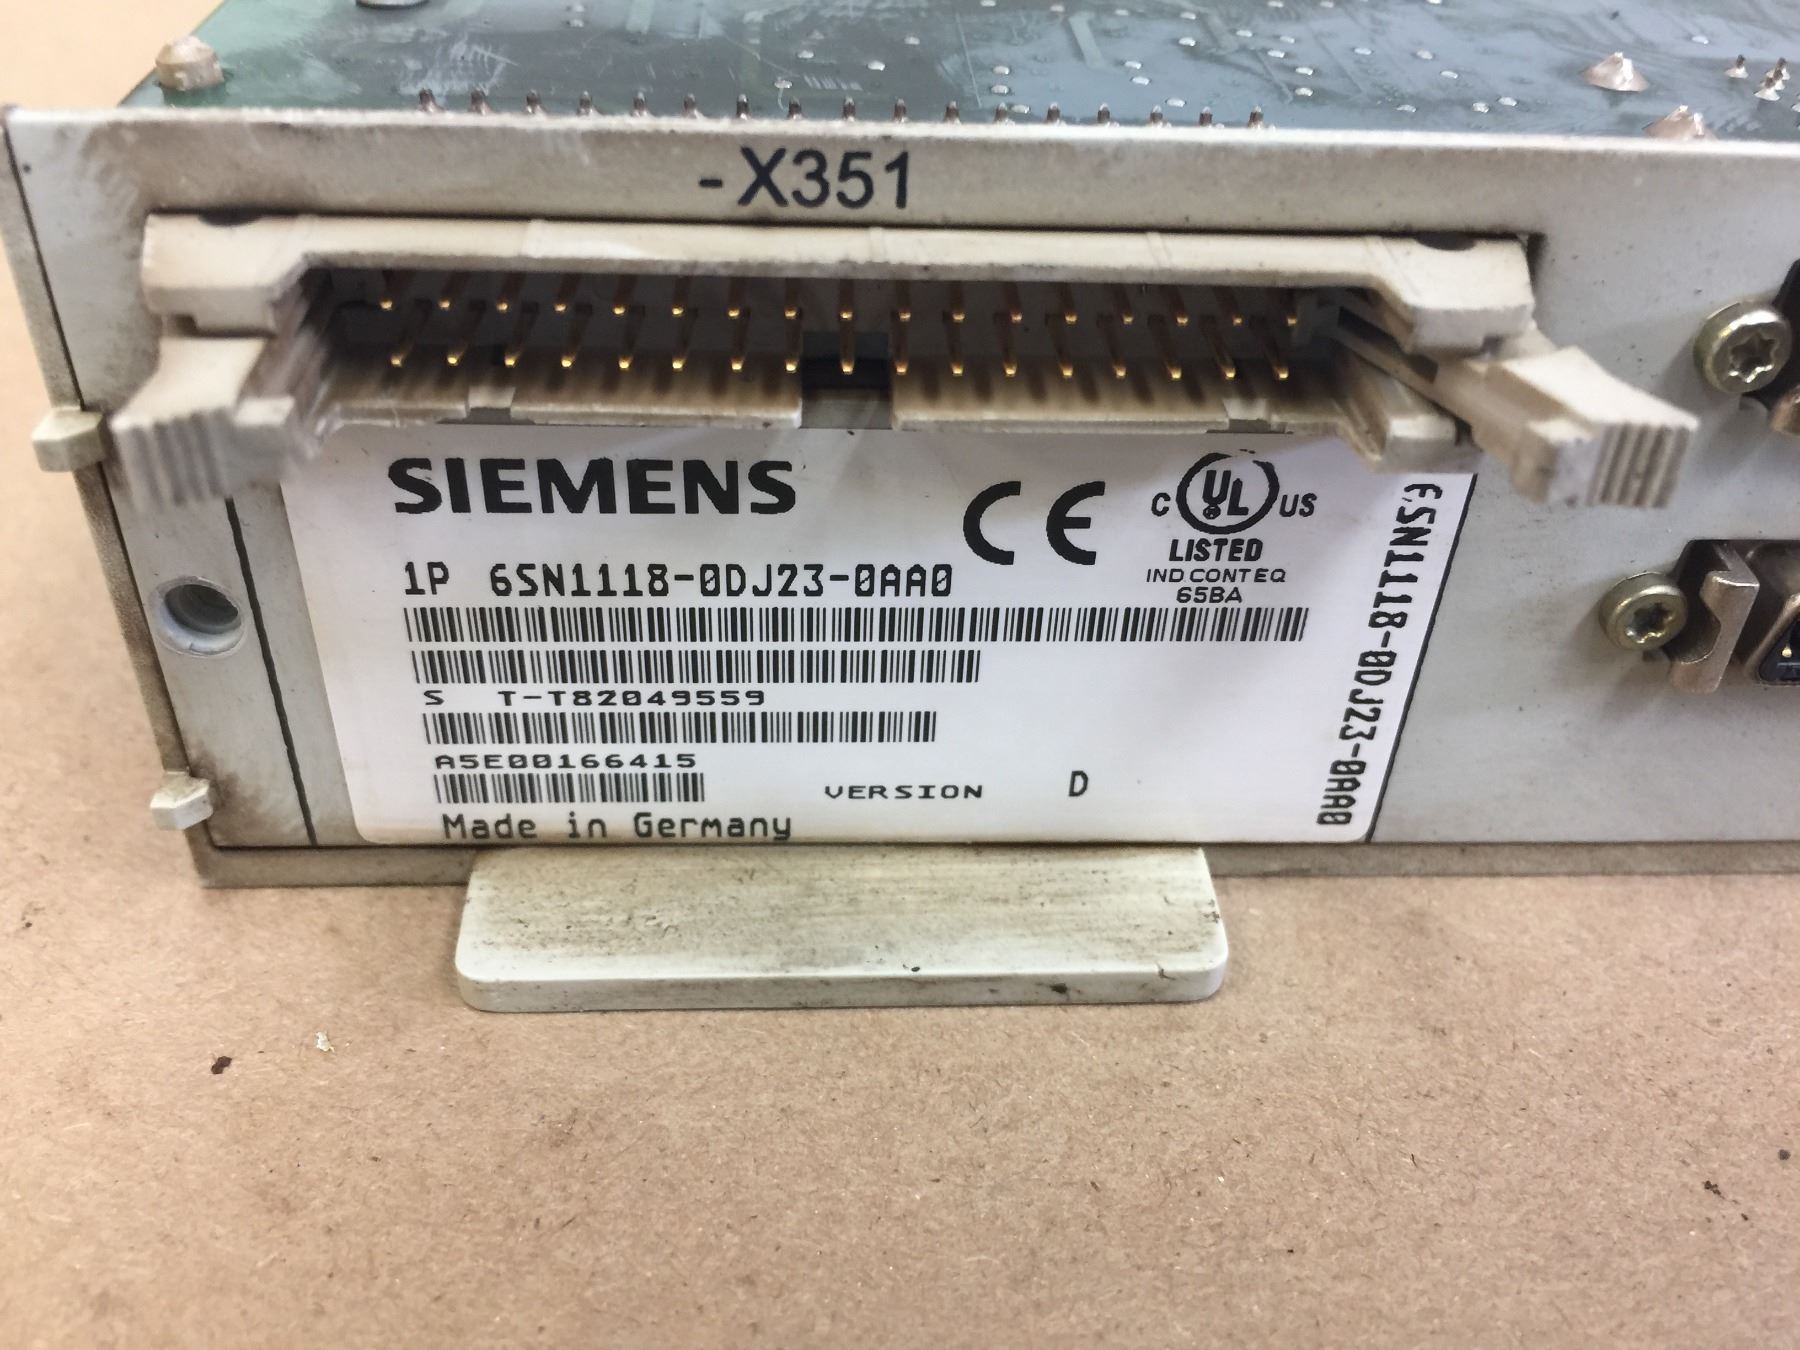 -X351
SIEMENS
CE
C UL US
LISTED
IND CONT EQ
65BA
1P 6SN1118-0DJ23-0AA0
S T-T82049559
A5E00166415
VERSION D
Made in Germany
6SN1118-0DJ23-0AA0